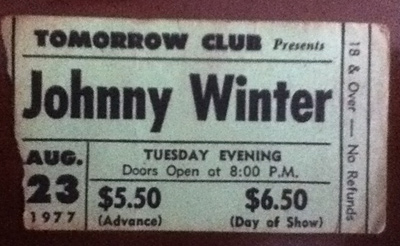 TOMORROW CLUB Presents
Johnny Winter
AUG.
23
1977
TUESDAY EVENING
Doors Open at 8:00 P.M.
$5.50
(Advance)
$6.50
(Day of Show)
18 & Over — No Refunds